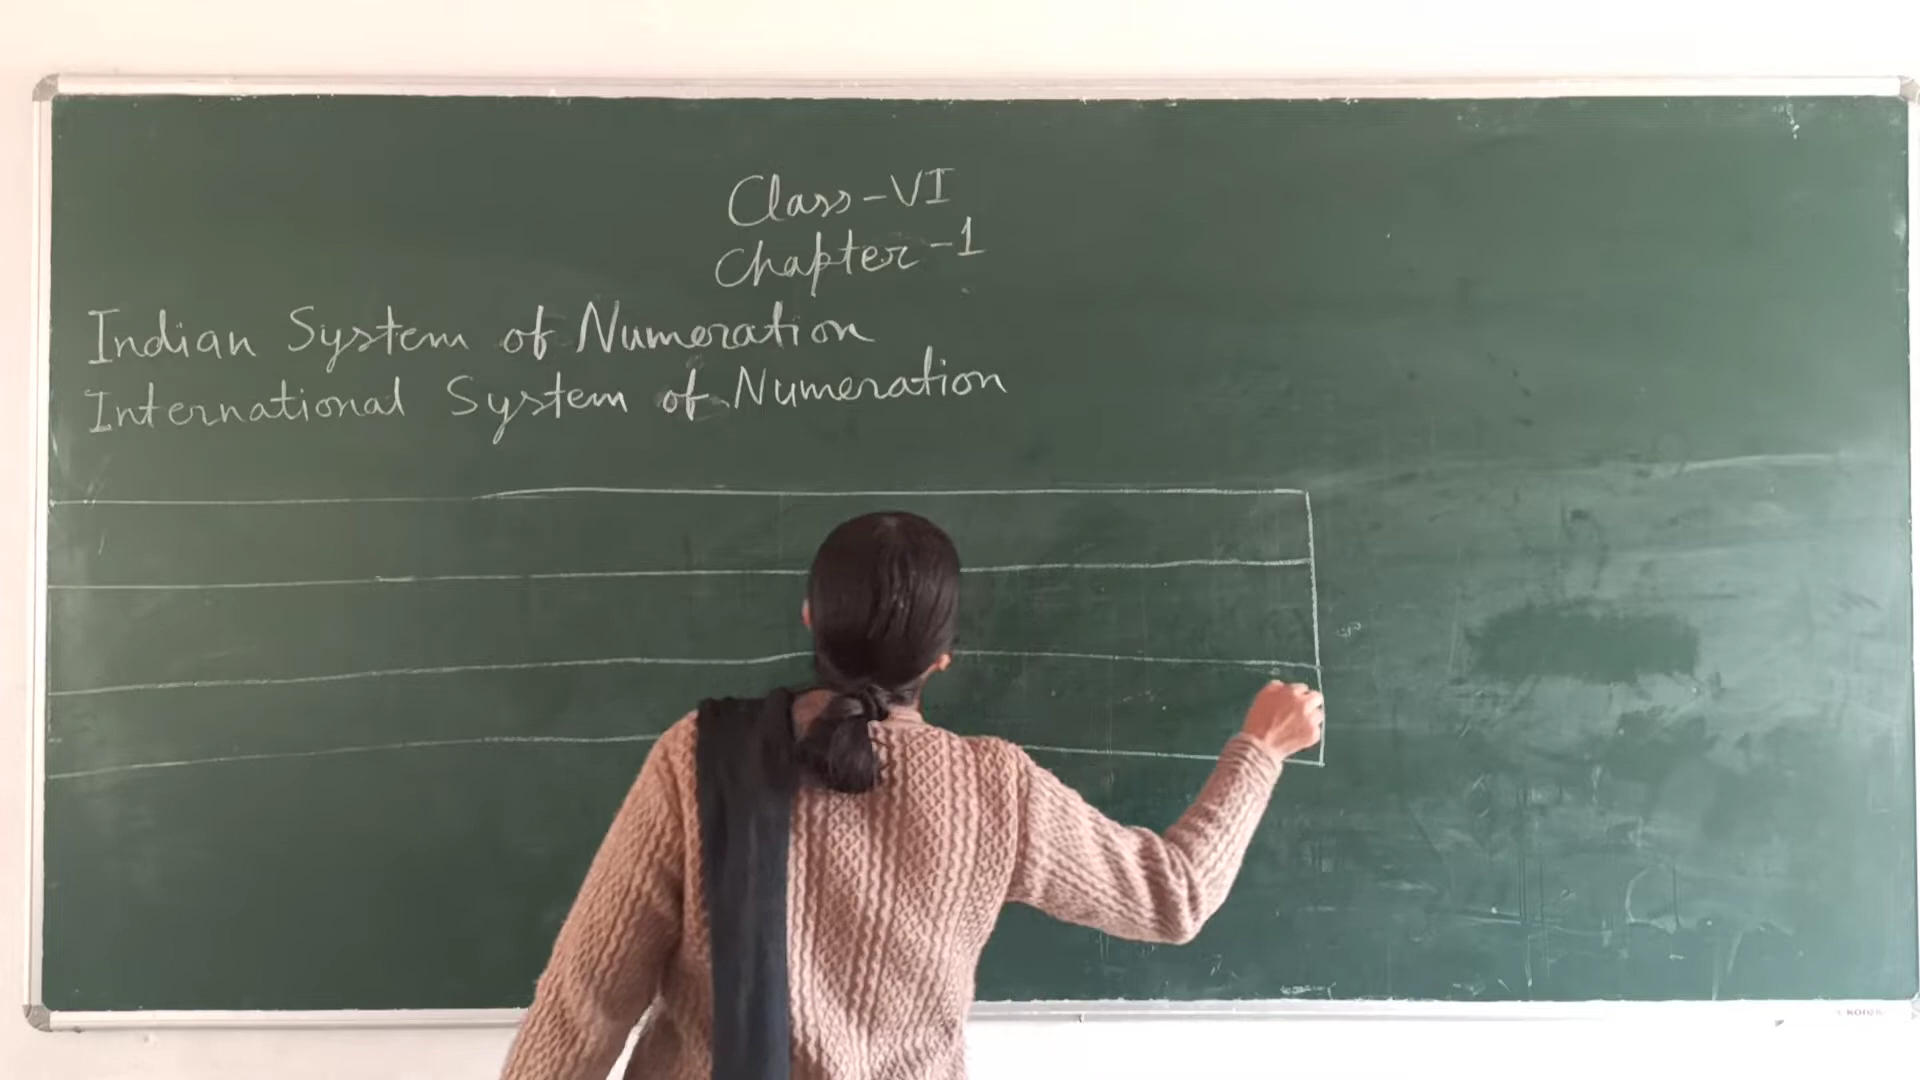 Class-VI
Chapter-1
Indian System of Numeration
International System of Numeration